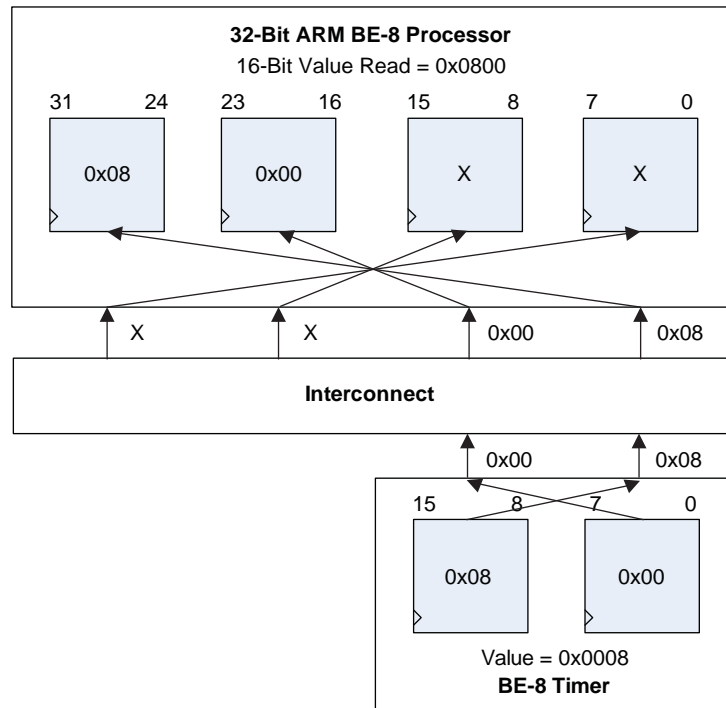 32-Bit ARM BE-8 Processor
16-Bit Value Read = 0x0800
31 24 23 16 15 8 7 0
0x08 0x00 X X
X X 0x00 0x08
Interconnect
0x00 0x08
15 8 7 0
0x08 0x00
Value = 0x0008
BE-8 Timer